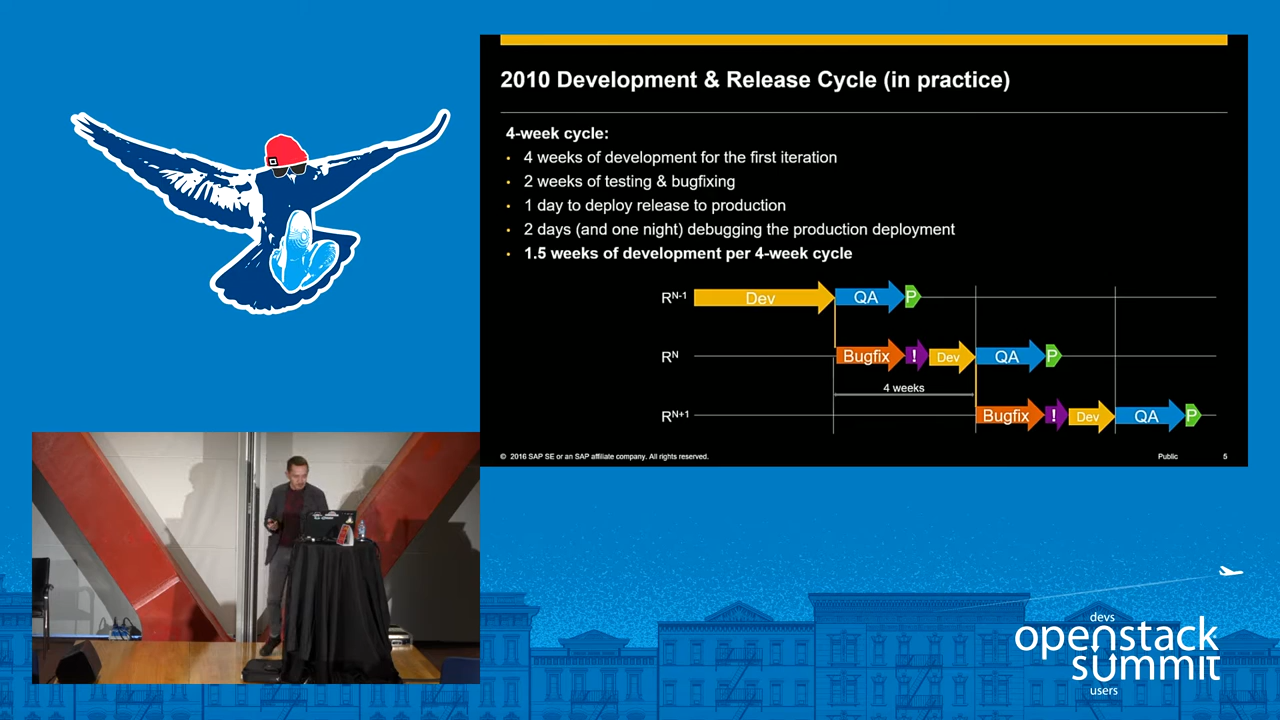 2010 Development & Release Cycle (in practice)
4-week cycle:
• 4 weeks of development for the first iteration
• 2 weeks of testing & bugfixing
• 1 day to deploy release to production
• 2 days (and one night) debugging the production deployment
• 1.5 weeks of development per 4-week cycle
R^N-1 Dev QA P
R^N Bugfix ! Dev QA P
4 weeks
R^N+1 Bugfix ! Dev QA P
© 2016 SAP SE or an SAP affiliate company. All rights reserved. Public 5
devs
openstack
summit
users